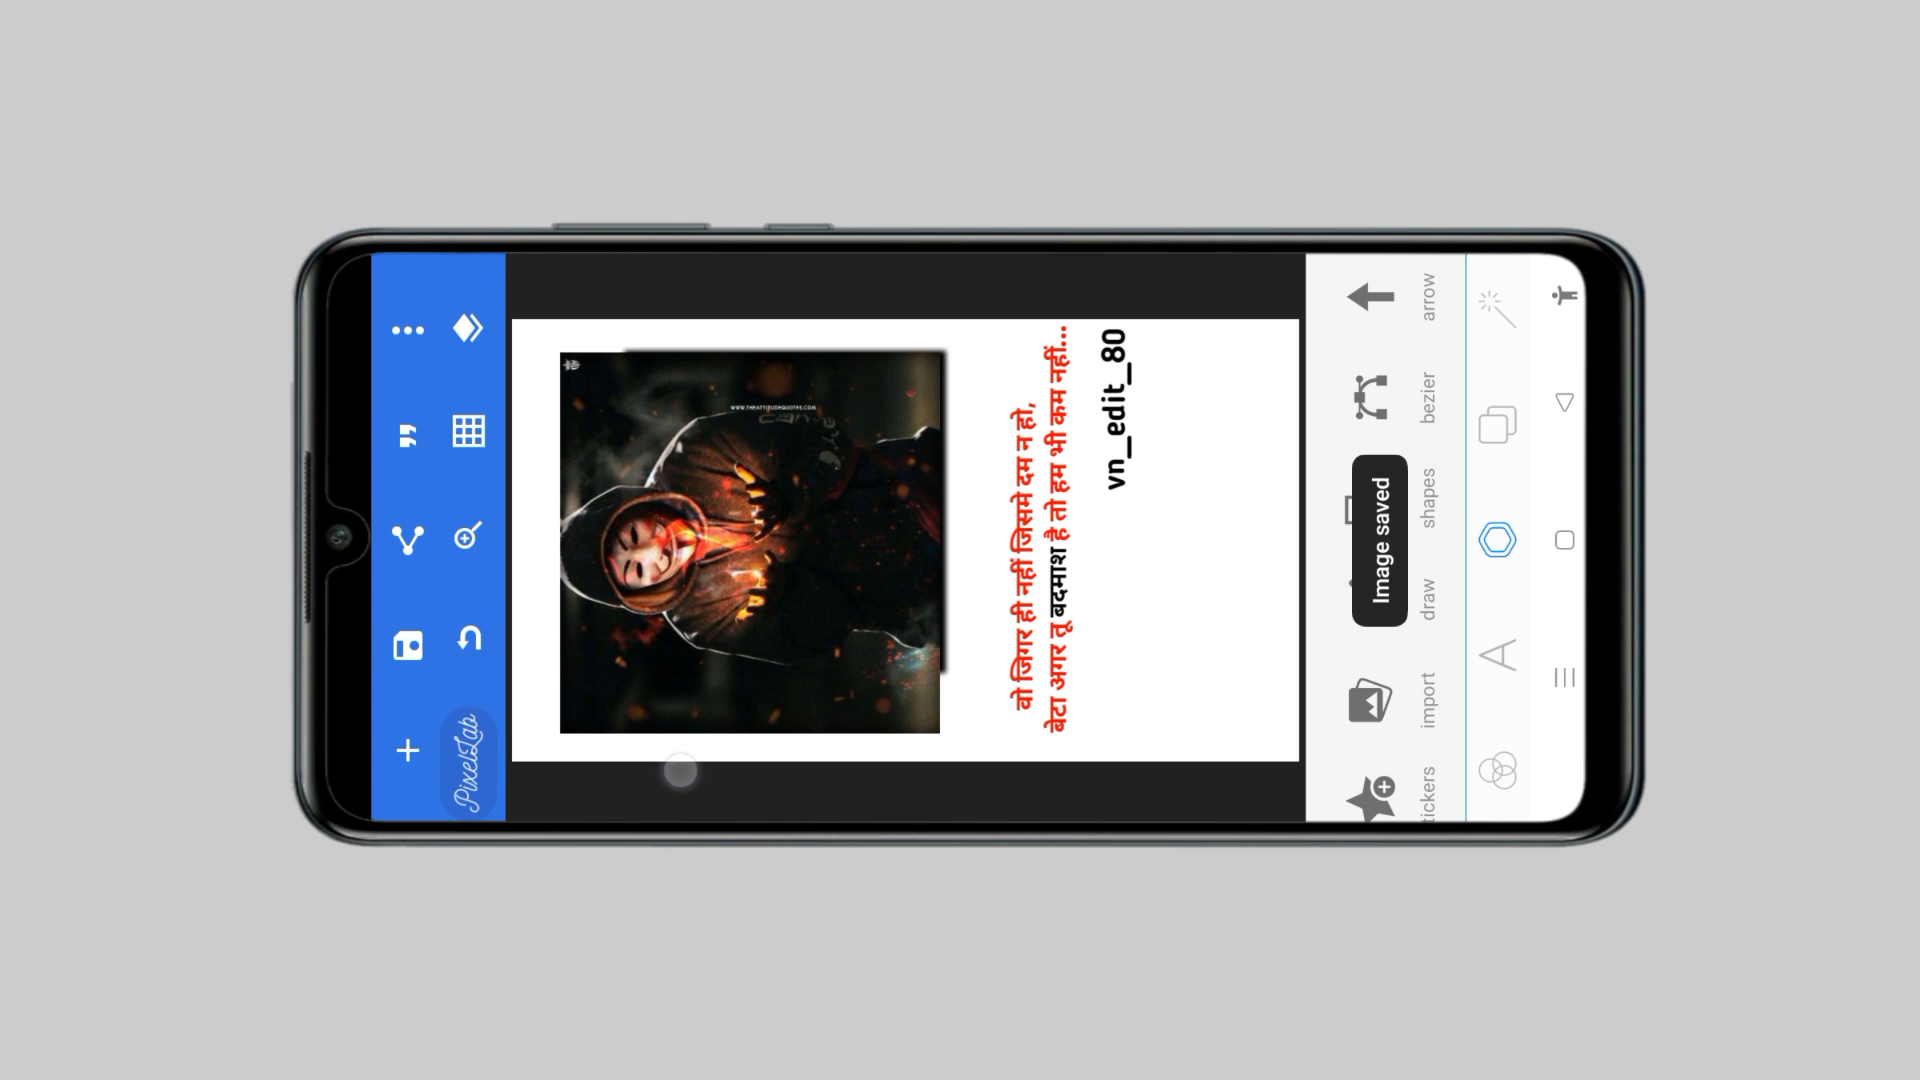 PixelLab
WWW.THEATTITUDEQUOTES.COM
वो जिगर ही नहीं जिसमे दम न हो,
बेटा अगर तू बदमाश है तो हम भी कम नहीं...
vn_edit_80
Image saved
tickers
import
draw
shapes
bezier
arrow